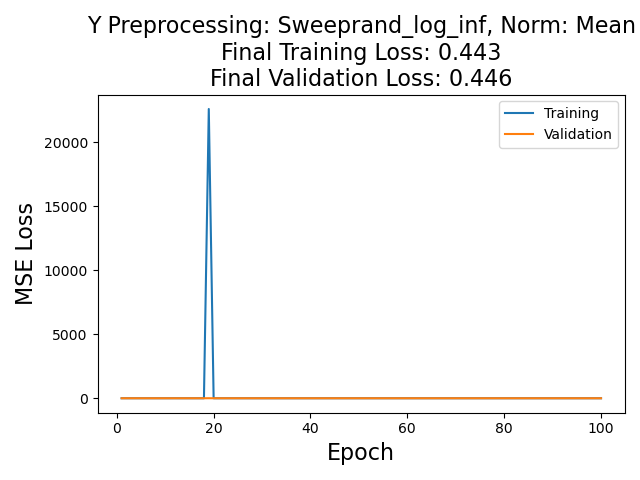 Y Preprocessing: Sweeprand_log_inf, Norm: Mean
Final Training Loss: 0.443
Final Validation Loss: 0.446
Training
Validation
MSE Loss
20000
15000
10000
5000
0
0 20 40 60 80 100
Epoch